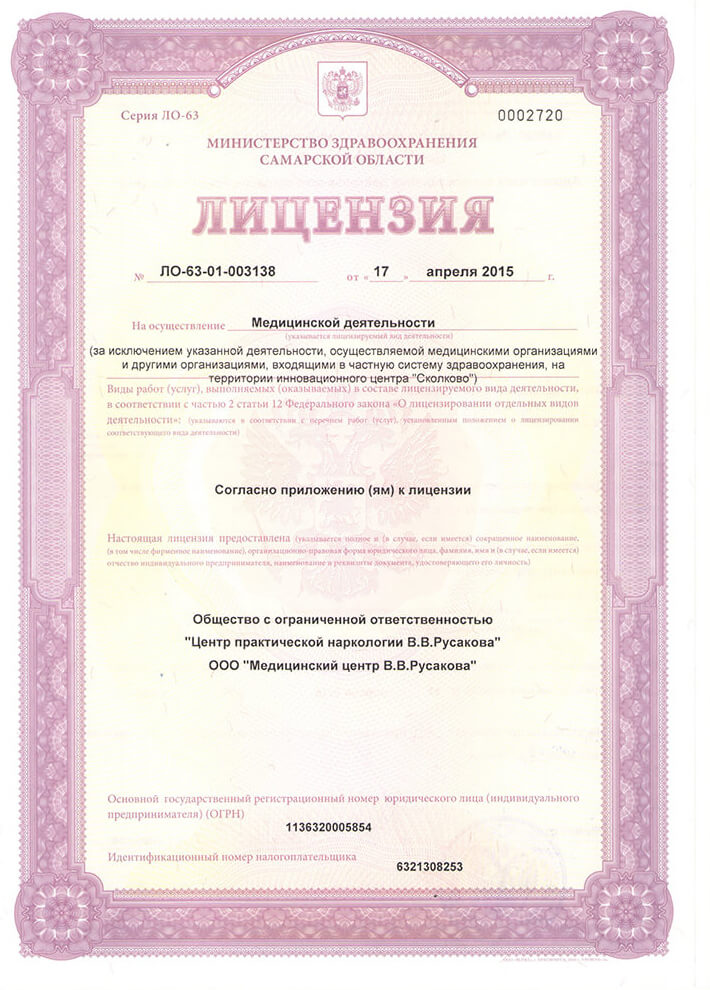 Серия ЛО-63
0002720
МИНИСТЕРСТВО ЗДРАВООХРАНЕНИЯ
САМАРСКОЙ ОБЛАСТИ
ЛИЦЕНЗИЯ
№ ЛО-63-01-003138 от « 17 » апреля 2015 г.
На осуществление Медицинской деятельности
(указывается лицензируемый вид деятельности)
(за исключением указанной деятельности, осуществляемой медицинскими организациями
и другими организациями, входящими в частную систему здравоохранения, на
территории инновационного центра "Сколково")
Виды работ (услуг), выполняемых (оказываемых) в составе лицензируемого вида деятельности,
в соответствии с частью 2 статьи 12 Федерального закона «О лицензировании отдельных видов
деятельности»: (указываются в соответствии с перечнем работ (услуг), установленным положением о лицензировании
соответствующего вида деятельности)
Согласно приложению (ям) к лицензии
Настоящая лицензия предоставлена (указывается полное и (в случае, если имеется) сокращенное наименование,
(в том числе фирменное наименование), организационно-правовая форма юридического лица, фамилия, имя и (в случае, если имеется)
отчество индивидуального предпринимателя, наименование и реквизиты документа, удостоверяющего его личность)
Общество с ограниченной ответственностью
"Центр практической наркологии В.В.Русакова"
ООО "Медицинский центр В.В.Русакова"
Основной государственный регистрационный номер юридического лица (индивидуального
предпринимателя) (ОГРН)
1136320005854
Идентификационный номер налогоплательщика
6321308253